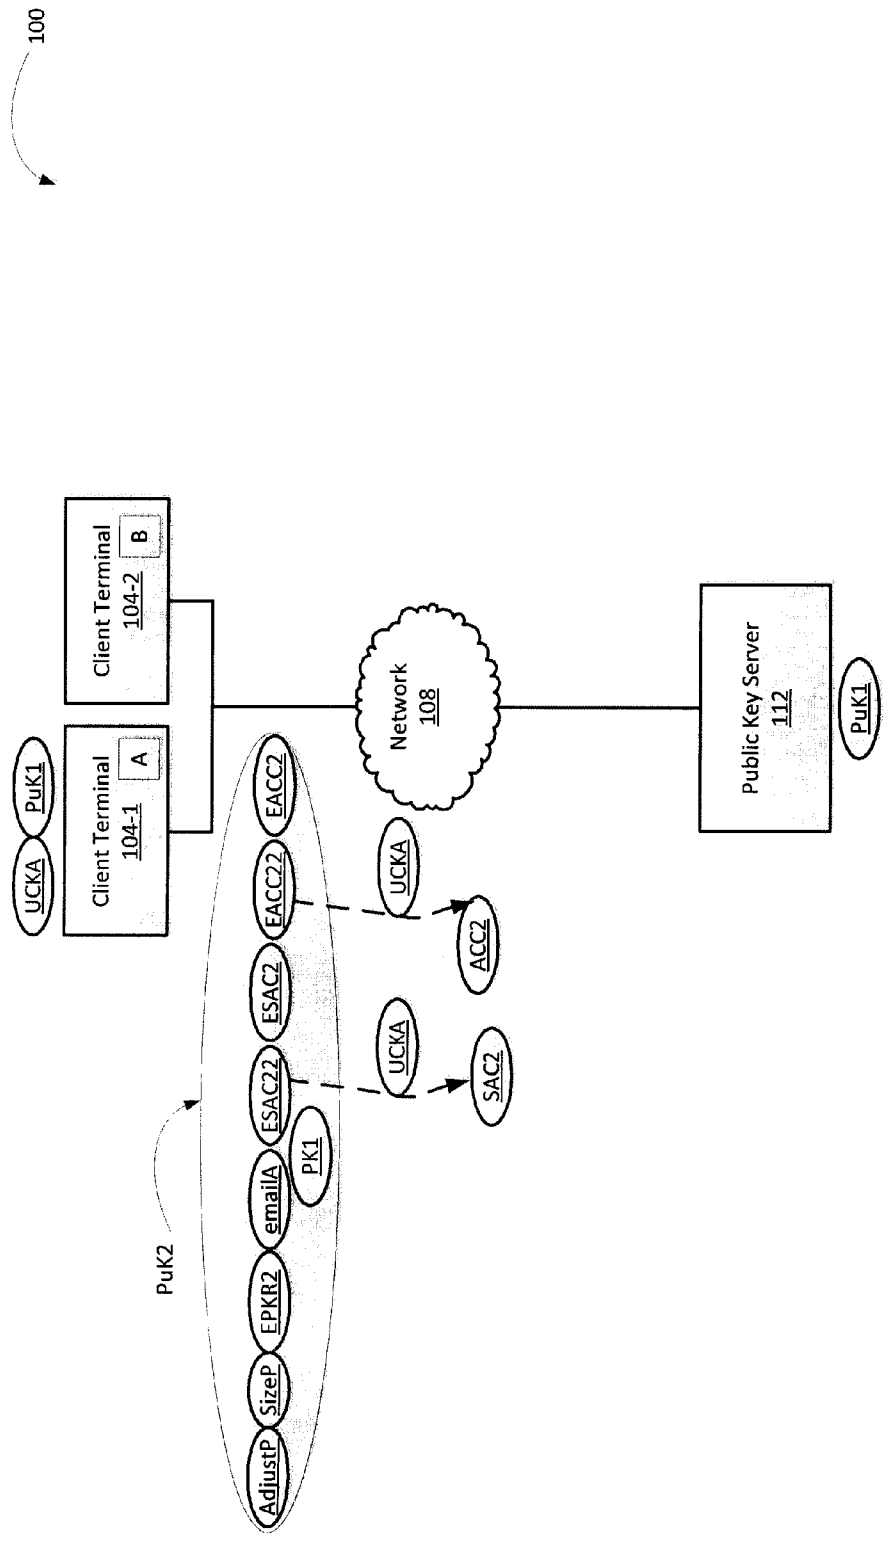 100
UCKA
PuK1
Client Terminal
104-1
A
Client Terminal
104-2
B
PuK2
AdjustP
SizeP
EPKR2
emailA
ESAC22
ESAC2
EACC22
EACC2
PK1
UCKA
UCKA
SAC2
ACC2
Network
108
Public Key Server
112
PuK1